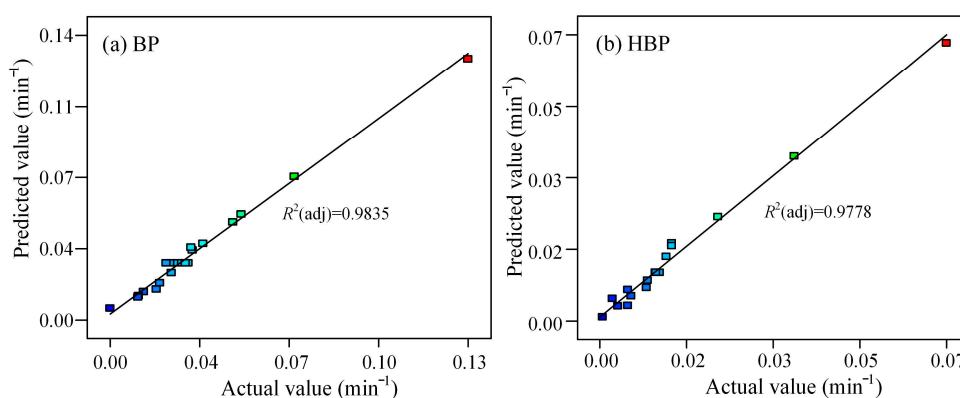 (a) BP
Predicted value (min⁻¹)
0.14
0.11
0.07
0.04
0.00
R²(adj)=0.9835
0.00 0.04 0.07 0.10 0.13
Actual value (min⁻¹)
(b) HBP
Predicted value (min⁻¹)
0.07
0.05
0.03
0.02
0.00
R²(adj)=0.9778
0.00 0.02 0.03 0.05 0.07
Actual value (min⁻¹)